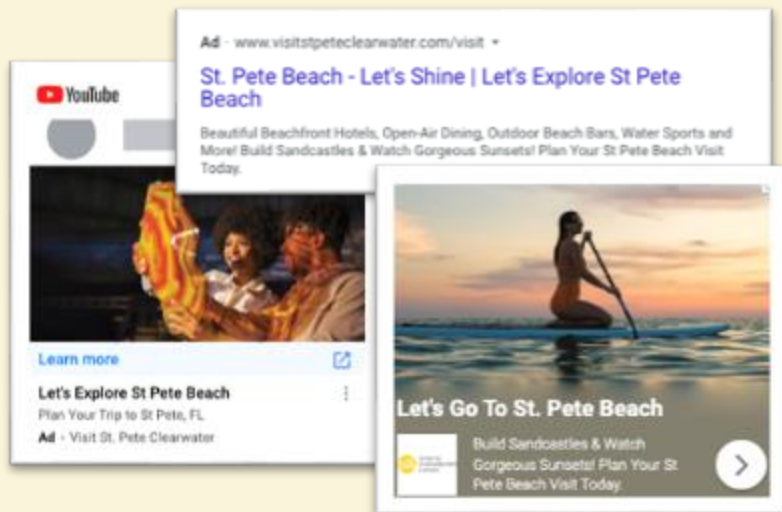 Ad · www.visitstpeteclearwater.com/visit
St. Pete Beach - Let's Shine | Let's Explore St Pete
Beach
Beautiful Beachfront Hotels, Open-Air Dining, Outdoor Beach Bars, Water Sports and
More! Build Sandcastles & Watch Gorgeous Sunsets! Plan Your St Pete Beach Visit
Today.
YouTube
Learn more
Let's Explore St Pete Beach
Plan Your Trip to St Pete, FL
Ad · Visit St. Pete Clearwater
Let's Go To St. Pete Beach
Build Sandcastles & Watch
Gorgeous Sunsets! Plan Your St
Pete Beach Visit Today.